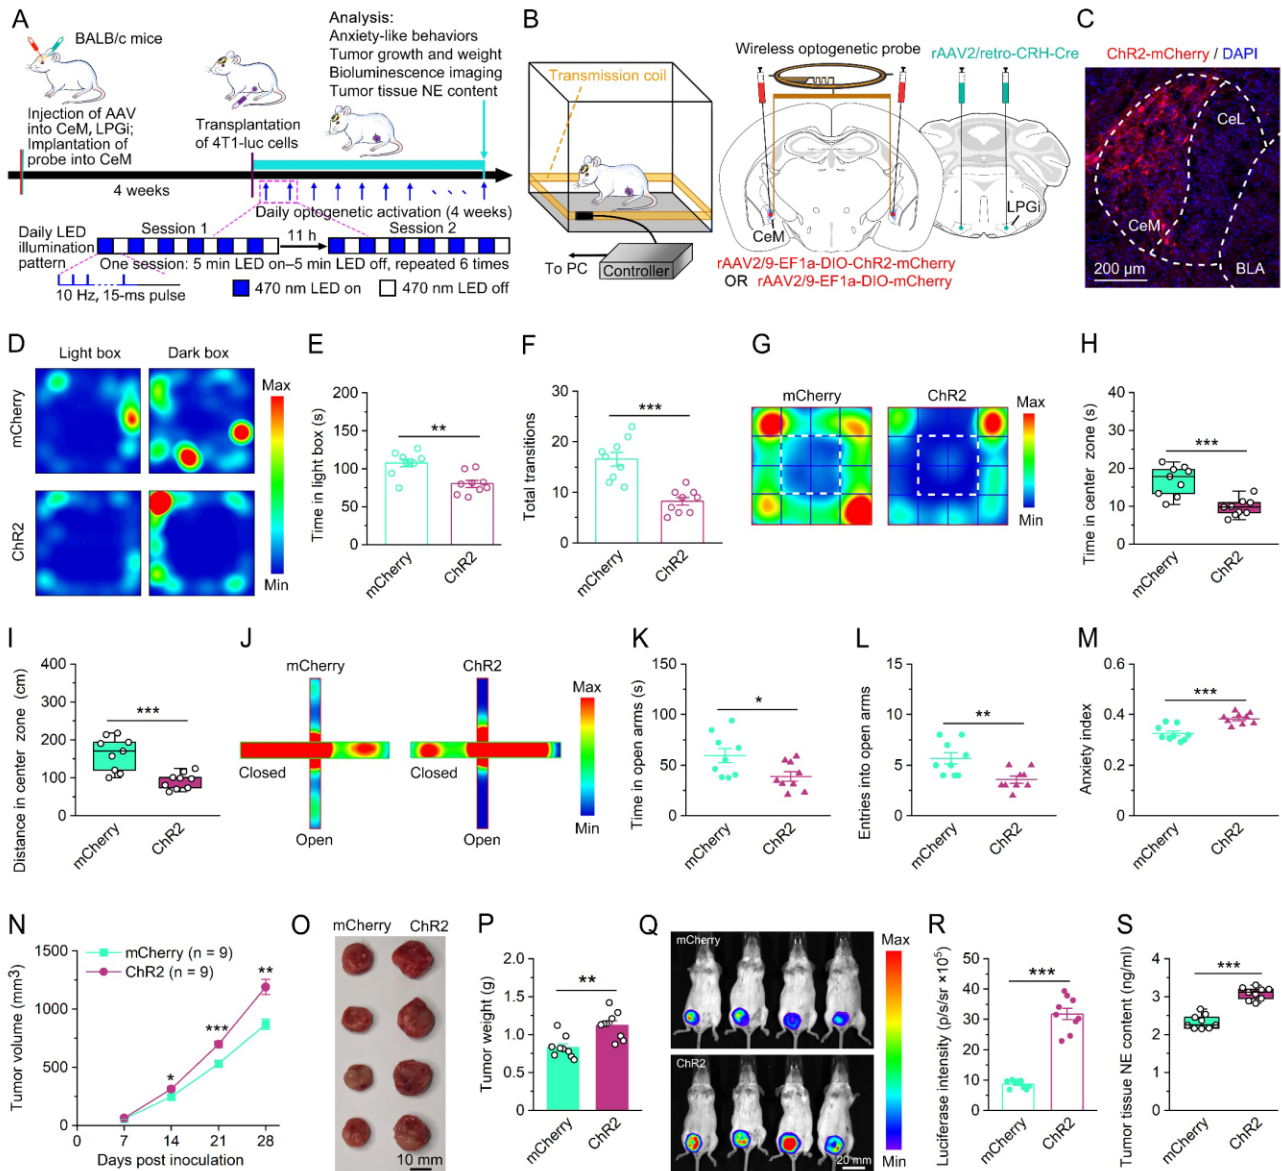 A
BALB/c mice
Injection of AAV
into CeM, LPGi;
Implantation of
probe into CeM
Transplantation
of 4T1-luc cells
Analysis:
Anxiety-like behaviors
Tumor growth and weight
Bioluminescence imaging
Tumor tissue NE content
4 weeks
Daily optogenetic activation (4 weeks)
Daily LED
illumination
pattern
Session 1
11 h
Session 2
One session: 5 min LED on–5 min LED off, repeated 6 times
10 Hz, 15-ms pulse
470 nm LED on
470 nm LED off
B
Transmission coil
To PC
Controller
Wireless optogenetic probe
rAAV2/retro-CRH-Cre
CeM
LPGi
rAAV2/9-EF1a-DIO-ChR2-mCherry
OR rAAV2/9-EF1a-DIO-mCherry
C
ChR2-mCherry / DAPI
CeL
CeM
BLA
200 µm
D
Light box
Dark box
mCherry
ChR2
Max
Min
E
Time in light box (s)
200
150
100
50
0
**
mCherry
ChR2
F
Total transitions
30
20
10
0
***
mCherry
ChR2
G
mCherry
ChR2
Max
Min
H
Time in center zone (s)
40
30
20
10
0
***
mCherry
ChR2
I
Distance in center zone (cm)
400
300
200
100
0
***
mCherry
ChR2
J
mCherry
ChR2
Closed
Closed
Open
Open
Max
Min
K
Time in open arms (s)
150
100
50
0
*
mCherry
ChR2
L
Entries into open arms
15
10
5
0
**
mCherry
ChR2
M
Anxiety index
0.6
0.4
0.2
0
***
mCherry
ChR2
N
Tumor volume (mm³)
1500
1000
500
0
mCherry (n = 9)
ChR2 (n = 9)
*
***
**
0
7
14
21
28
Days post inoculation
O
mCherry
ChR2
10 mm
P
Tumor weight (g)
2.0
1.5
1.0
0.5
0
**
mCherry
ChR2
Q
mCherry
ChR2
20 mm
Max
Min
R
Luciferase intensity (p/s/sr ×10⁵)
50
40
30
20
10
0
***
mCherry
ChR2
S
Tumor tissue NE content (ng/ml)
4
3
2
1
0
***
mCherry
ChR2